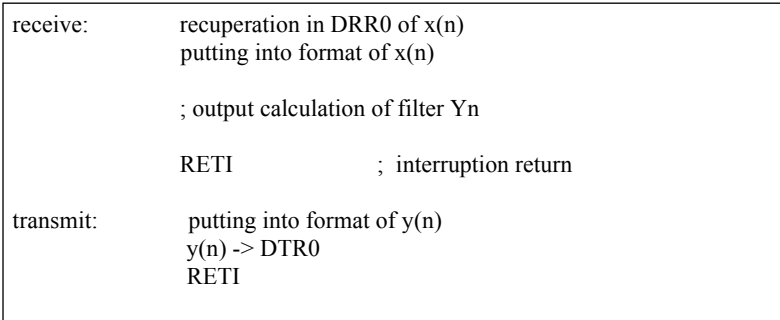 receive: recuperation in DRR0 of x(n)
putting into format of x(n)
; output calculation of filter Yn
RETI ; interruption return
transmit: putting into format of y(n)
y(n) -> DTR0
RETI